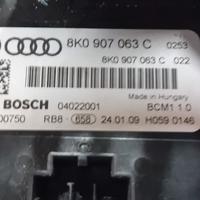 8K0 907 063 C 0253
8K0 907 063 C 022
Made in Hungary
BOSCH 04022001 BCM1 1.0
00750 RB8- 658 24.01.09 H059 0146